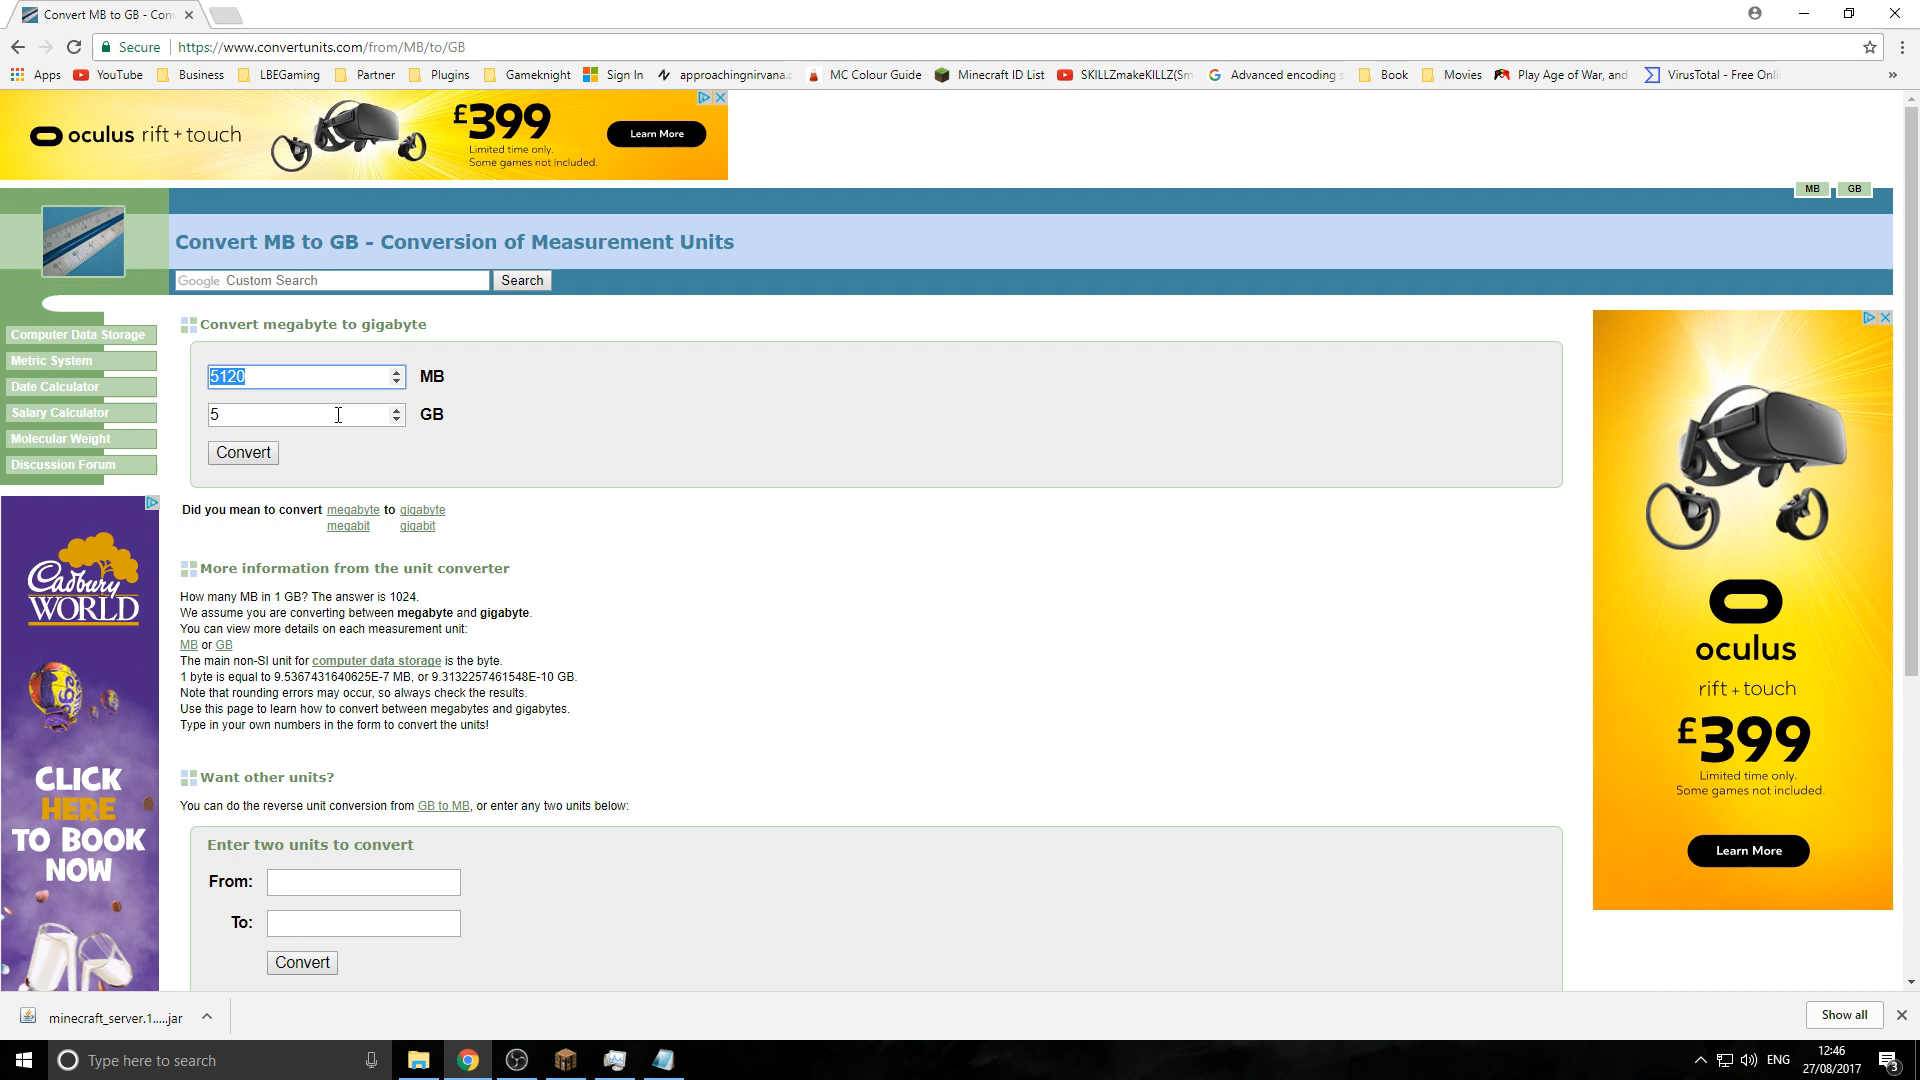 Convert MB to GB - Con
Secure
https://www.convertunits.com/from/MB/to/GB
Apps
YouTube
Business
LBEGaming
Partner
Plugins
Gameknight
Sign In
approachingnirvana.c
MC Colour Guide
Minecraft ID List
SKILLZmakeKILLZ(Sm
Advanced encoding s
Book
Movies
Play Age of War, and
VirusTotal - Free Onli
oculus rift + touch
£399
Limited time only.
Some games not included.
Learn More
MB
GB
Convert MB to GB - Conversion of Measurement Units
Google Custom Search
Search
Computer Data Storage
Metric System
Date Calculator
Salary Calculator
Molecular Weight
Discussion Forum
Convert megabyte to gigabyte
5120 MB
5 GB
Convert
Did you mean to convert megabyte to gigabyte
megabit gigabit
More information from the unit converter
How many MB in 1 GB? The answer is 1024.
We assume you are converting between megabyte and gigabyte.
You can view more details on each measurement unit:
MB or GB
The main non-SI unit for computer data storage is the byte.
1 byte is equal to 9.5367431640625E-7 MB, or 9.3132257461548E-10 GB.
Note that rounding errors may occur, so always check the results.
Use this page to learn how to convert between megabytes and gigabytes.
Type in your own numbers in the form to convert the units!
Want other units?
You can do the reverse unit conversion from GB to MB, or enter any two units below:
Enter two units to convert
From:
To:
Convert
Cadbury
WORLD
CLICK
HERE
TO BOOK
NOW
oculus
rift + touch
£399
Limited time only.
Some games not included.
Learn More
minecraft_server.1.....jar
Show all
Type here to search
ENG
12:46
27/08/2017
3